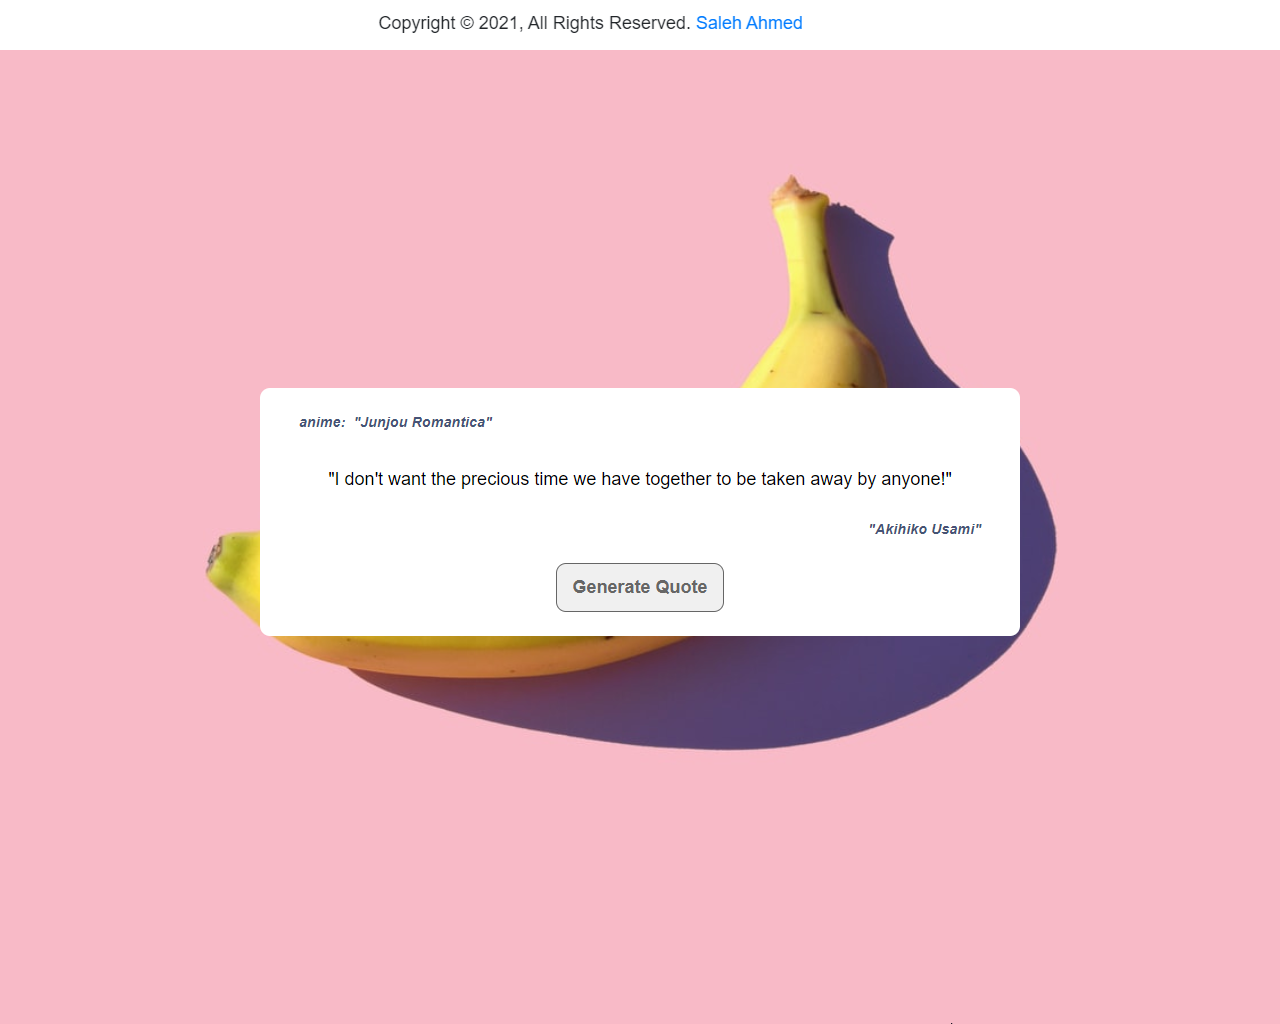 Copyright © 2021, All Rights Reserved. Saleh Ahmed
anime: "Junjou Romantica"
"I don't want the precious time we have together to be taken away by anyone!"
"Akihiko Usami"
Generate Quote